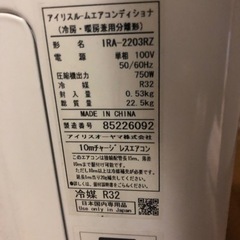 アイリスルームエアコンディショナ
(冷房・暖房兼用分離形)
形 名 IRA-2203RZ
電源 単相 100V
50/60Hz
圧縮機出力 750W
冷媒 R32
封入量 0.53kg
質量 22.5kg
MADE IN CHINA
製造番号 85226092
アイリスオーヤマ株式会社
10mチャージレスエアコン
冷媒 R32
日本国内専用品
Use only in Japan